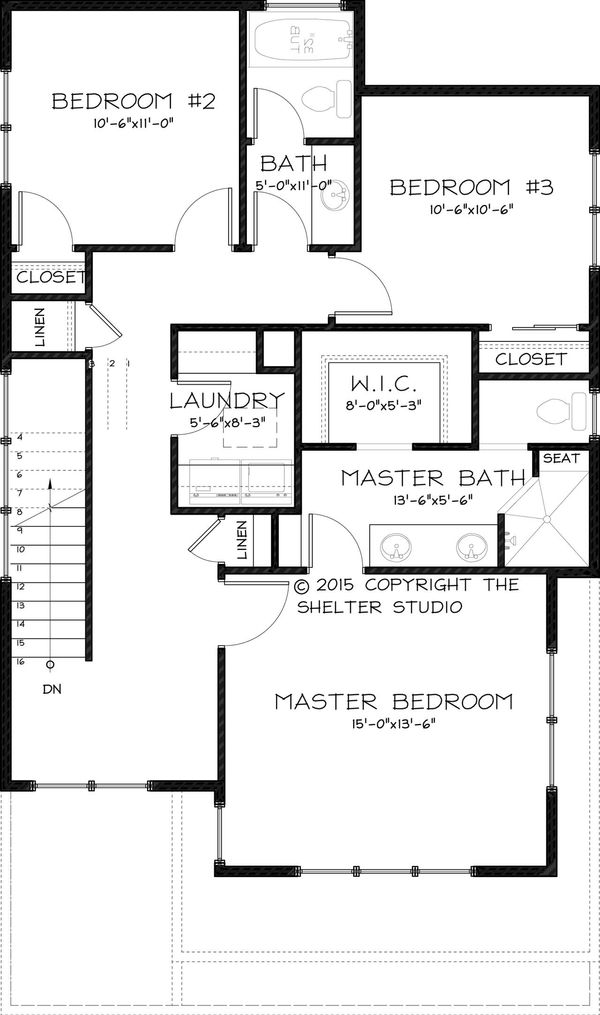 32"
TUB
BEDROOM #2
10'-6"x11'-0"
BATH
5'-0"x11'-0"
BEDROOM #3
10'-6"x10'-6"
CLOSET
LINEN
3 2 1
CLOSET
LAUNDRY
5'-6"x8'-3"
W.I.C.
8'-0"x5'-3"
4
5
6
7
8
9
10
11
12
13
14
15
16
DN
MASTER BATH
13'-6"x5'-6"
SEAT
LINEN
© 2015 COPYRIGHT THE
SHELTER STUDIO
MASTER BEDROOM
15'-0"x13'-6"